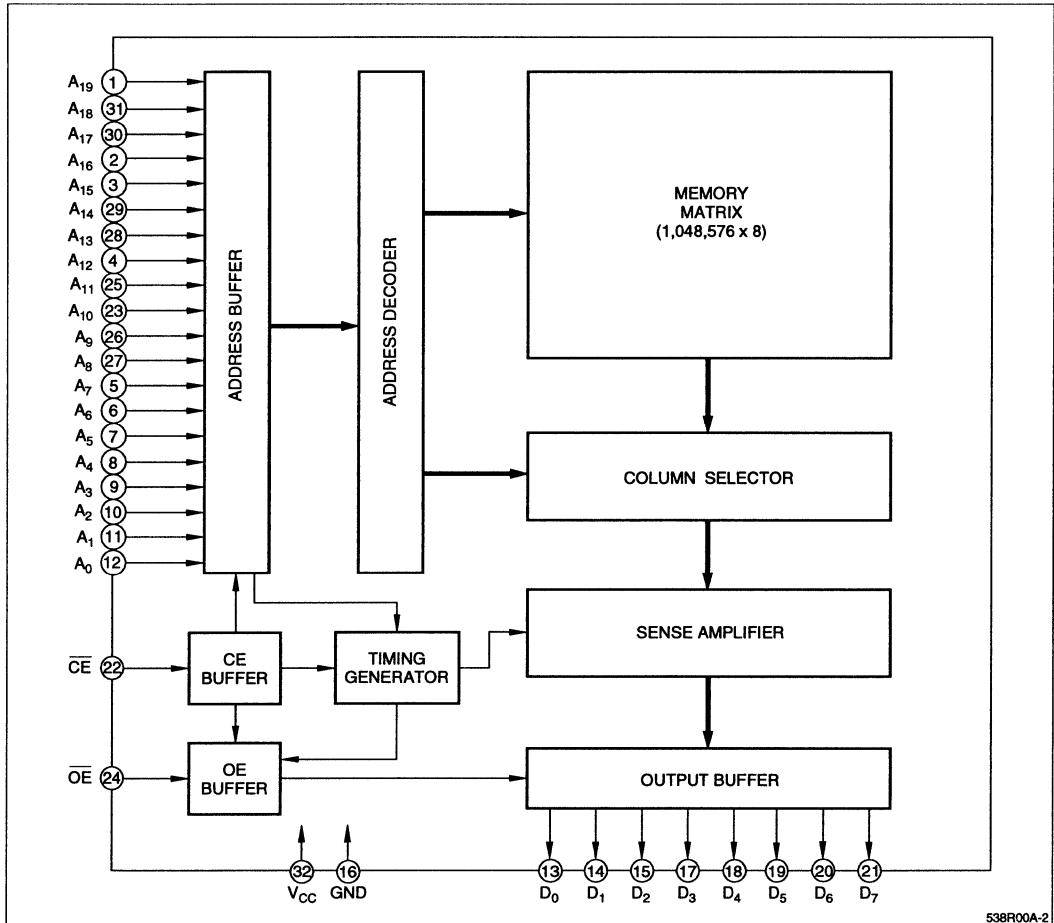 A19 1
A18 31
A17 30
A16 2
A15 3
A14 29
A13 28
A12 4
A11 25
A10 23
A9 26
A8 27
A7 5
A6 6
A5 7
A4 8
A3 9
A2 10
A1 11
A0 12
ADDRESS BUFFER
ADDRESS DECODER
MEMORY
MATRIX
(1,048,576 x 8)
COLUMN SELECTOR
SENSE AMPLIFIER
CE 22
CE
BUFFER
TIMING
GENERATOR
OE 24
OE
BUFFER
OUTPUT BUFFER
32 16 13 14 15 17 18 19 20 21
VCC GND D0 D1 D2 D3 D4 D5 D6 D7
538R00A-2